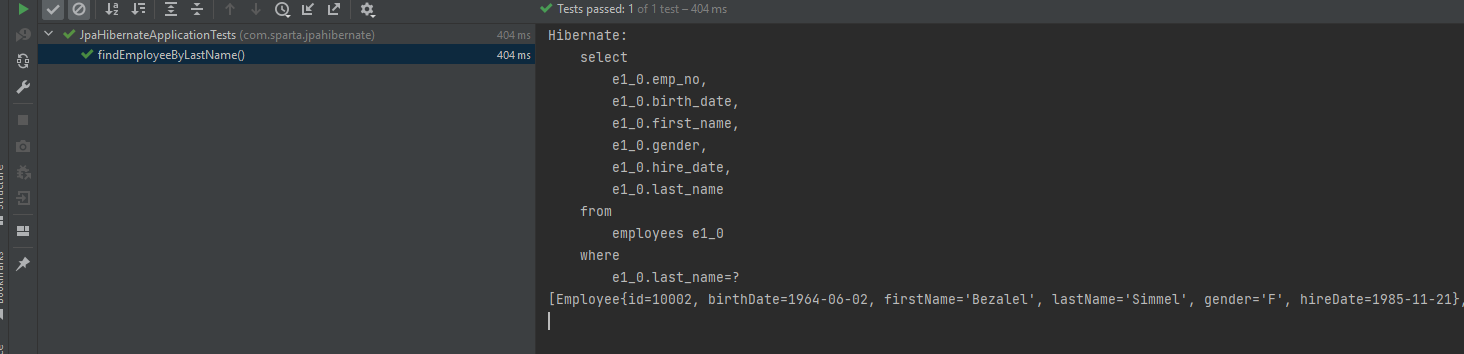 Tests passed: 1 of 1 test – 404 ms
JpaHibernateApplicationTests (com.sparta.jpahibernate) 404 ms
findEmployeeByLastName() 404 ms
Hibernate:
select
e1_0.emp_no,
e1_0.birth_date,
e1_0.first_name,
e1_0.gender,
e1_0.hire_date,
e1_0.last_name
from
employees e1_0
where
e1_0.last_name=?
[Employee{id=10002, birthDate=1964-06-02, firstName='Bezalel', lastName='Simmel', gender='F', hireDate=1985-11-21},